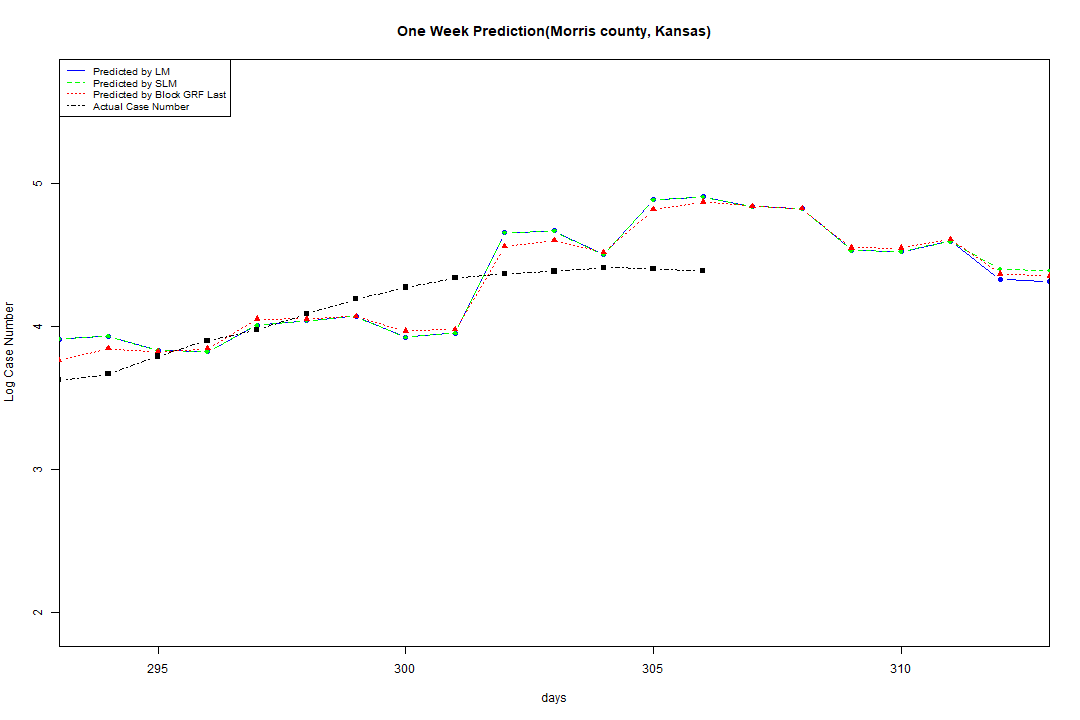 One Week Prediction(Morris county, Kansas)
Predicted by LM
Predicted by SLM
Predicted by Block GRF Last
Actual Case Number
5
4
3
2
Log Case Number
295 300 305 310
days